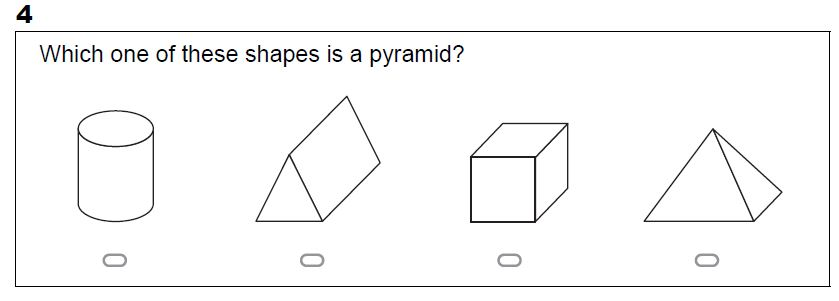 4
Which one of these shapes is a pyramid?